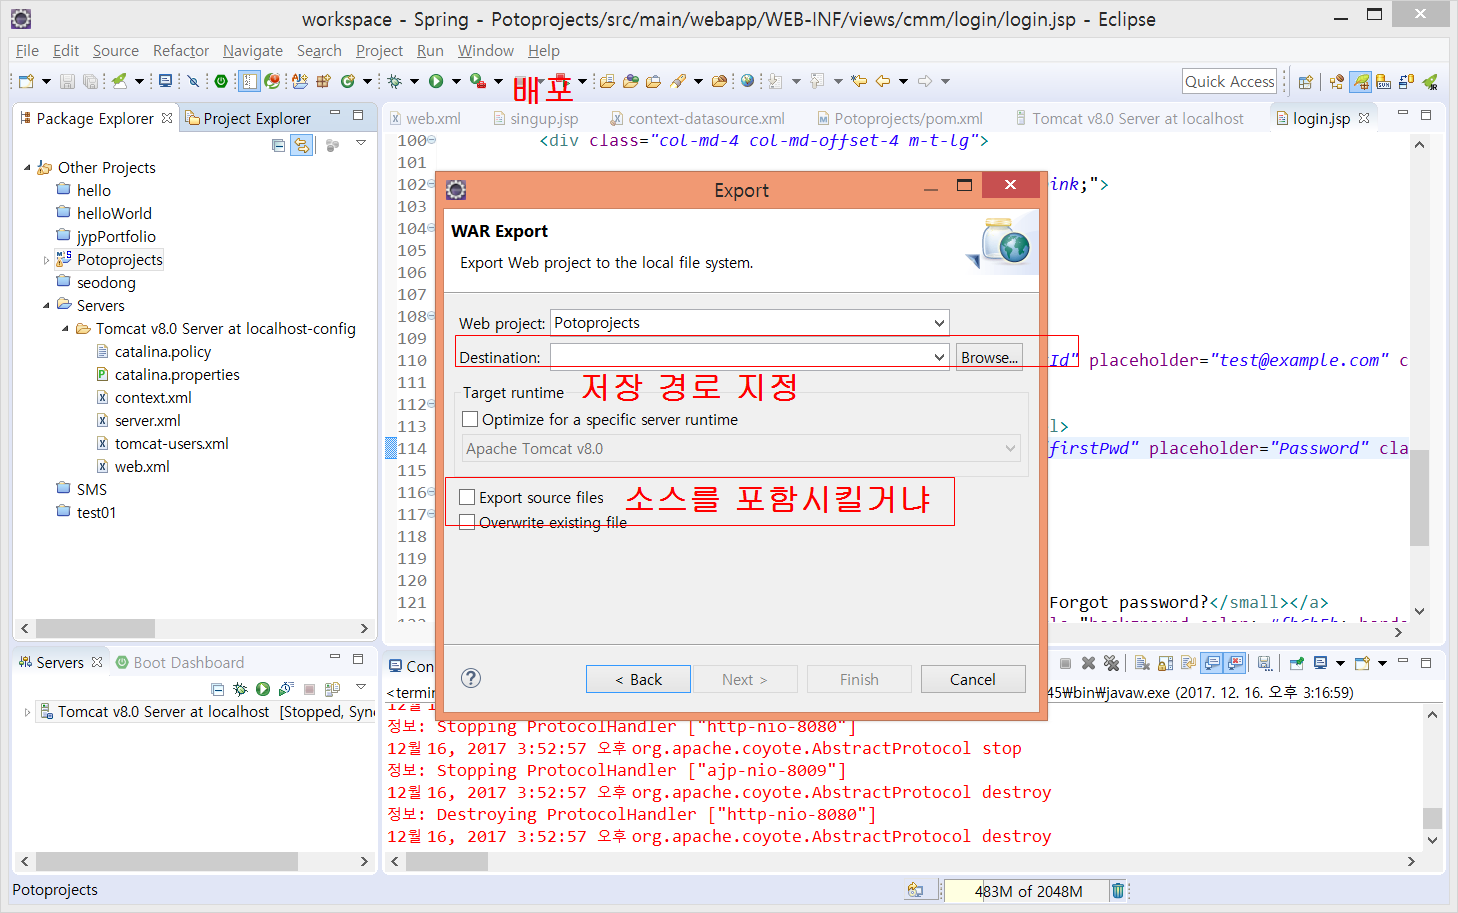 workspace - Spring - Potoprojects/src/main/webapp/WEB-INF/views/cmm/login/login.jsp - Eclipse
File Edit Source Refactor Navigate Search Project Run Window Help
배포
Quick Access
Package Explorer Project Explorer
web.xml singup.jsp context-datasource.xml Potoprojects/pom.xml Tomcat v8.0 Server at localhost login.jsp
Other Projects
hello
helloWorld
jypPortfolio
Potoprojects
seodong
Servers
Tomcat v8.0 Server at localhost-config
catalina.policy
catalina.properties
context.xml
server.xml
tomcat-users.xml
web.xml
SMS
test01
100 <div class="col-md-4 col-md-offset-4 m-t-lg">
101
102 ink;">
103
104
105
106
107
108
109
110 Id" placeholder="test@example.com" c
111
112
113 l>
114 firstPwd" placeholder="Password" cla
115
116
117
118
119
120
121 Forgot password?</small></a>
Export
WAR Export
Export Web project to the local file system.
Web project: Potoprojects
Destination: Browse...
저장 경로 지정
Target runtime
Optimize for a specific server runtime
Apache Tomcat v8.0
Export source files
소스를 포함시킬거냐
Overwrite existing file
< Back Next > Finish Cancel
Servers Boot Dashboard
Tomcat v8.0 Server at localhost [Stopped, Sync
Con
<termin 45\bin\javaw.exe (2017. 12. 16. 오후 3:16:59)
정보: Stopping ProtocolHandler ["http-nio-8080"]
12월 16, 2017 3:52:57 오후 org.apache.coyote.AbstractProtocol stop
정보: Stopping ProtocolHandler ["ajp-nio-8009"]
12월 16, 2017 3:52:57 오후 org.apache.coyote.AbstractProtocol destroy
정보: Destroying ProtocolHandler ["http-nio-8080"]
12월 16, 2017 3:52:57 오후 org.apache.coyote.AbstractProtocol destroy
Potoprojects
483M of 2048M